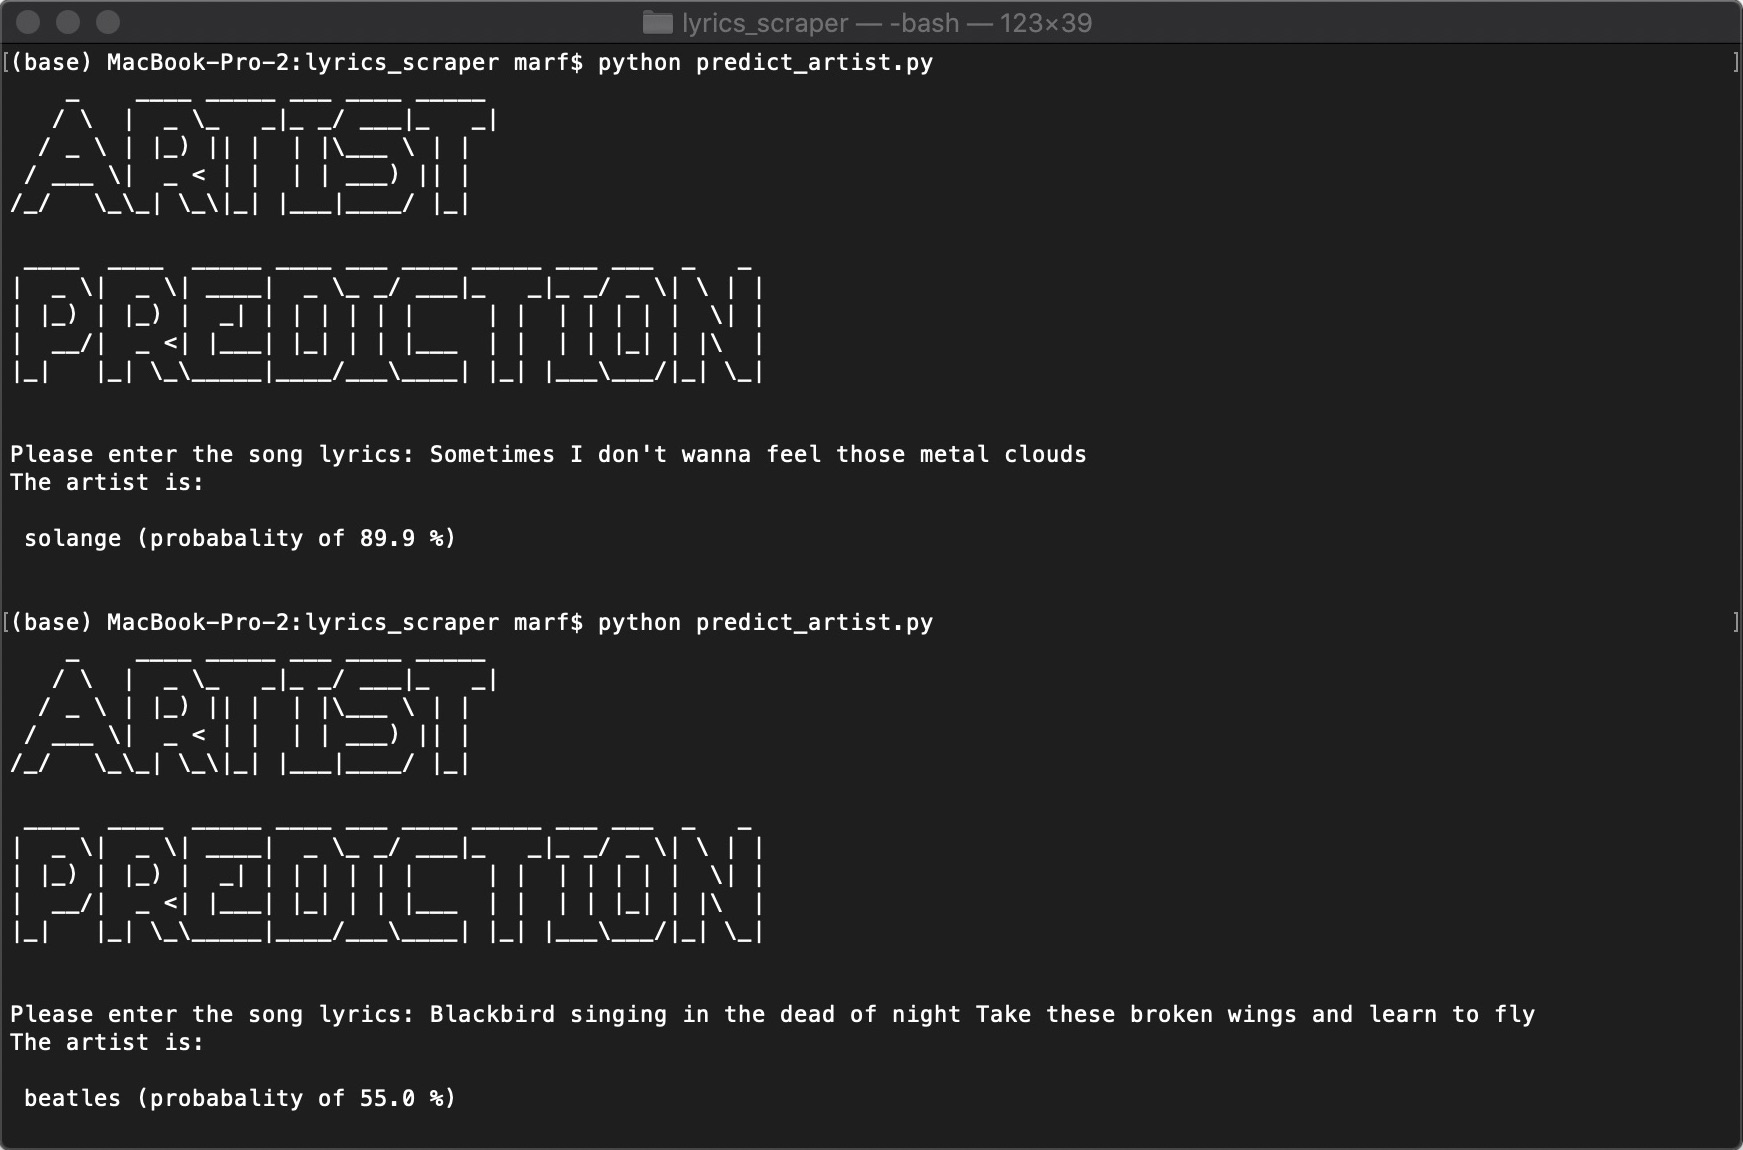 lyrics_scraper — -bash — 123×39
[(base) MacBook-Pro-2:lyrics_scraper marf$ python predict_artist.py ]
ARTIST
PREDICTION
Please enter the song lyrics: Sometimes I don't wanna feel those metal clouds
The artist is:
solange (probabality of 89.9 %)
[(base) MacBook-Pro-2:lyrics_scraper marf$ python predict_artist.py ]
ARTIST
PREDICTION
Please enter the song lyrics: Blackbird singing in the dead of night Take these broken wings and learn to fly
The artist is:
beatles (probabality of 55.0 %)